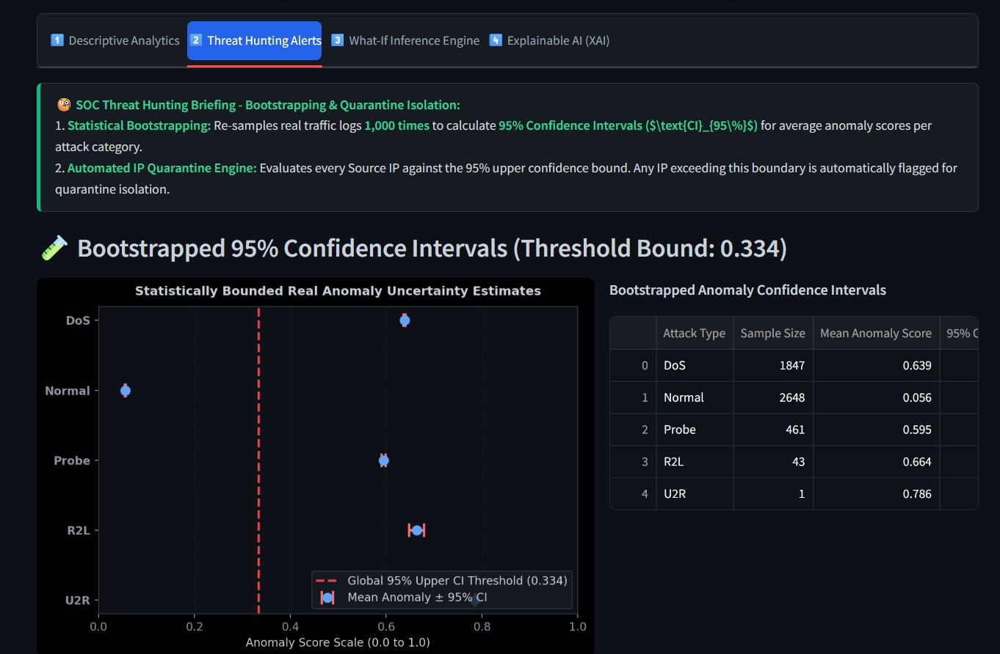 1 Descriptive Analytics 2 Threat Hunting Alerts 3 What-If Inference Engine 4 Explainable AI (XAI)
SOC Threat Hunting Briefing - Bootstrapping & Quarantine Isolation:
1. Statistical Bootstrapping: Re-samples real traffic logs 1,000 times to calculate 95% Confidence Intervals ($\text{CI}_{95\%}$) for average anomaly scores per
attack category.
2. Automated IP Quarantine Engine: Evaluates every Source IP against the 95% upper confidence bound. Any IP exceeding this boundary is automatically flagged for
quarantine isolation.
Bootstrapped 95% Confidence Intervals (Threshold Bound: 0.334)
Statistically Bounded Real Anomaly Uncertainty Estimates
DoS
Normal
Probe
R2L
U2R
Global 95% Upper CI Threshold (0.334)
Mean Anomaly ± 95% CI
0.0 0.2 0.4 0.6 0.8 1.0
Anomaly Score Scale (0.0 to 1.0)
Bootstrapped Anomaly Confidence Intervals
Attack Type Sample Size Mean Anomaly Score 95%
0 DoS 1847 0.639
1 Normal 2648 0.056
2 Probe 461 0.595
3 R2L 43 0.664
4 U2R 1 0.786